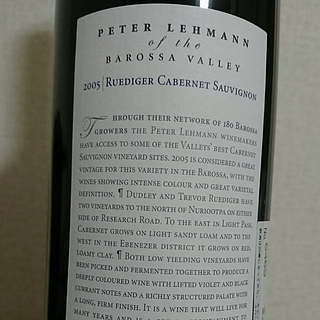 PETER LEHMANN
of the
BAROSSA VALLEY
2005 | RUEDIGER CABERNET SAUVIGNON
THROUGH THEIR NETWORK OF 180 BAROSSA
GROWERS THE PETER LEHMANN WINEMAKERS
HAVE ACCESS TO SOME OF THE VALLEYS' BEST CABERNET
SAUVIGNON VINEYARD SITES. 2005 IS CONSIDERED A GREAT
VINTAGE FOR THIS VARIETY IN THE BAROSSA, WITH THE
WINES SHOWING INTENSE COLOUR AND GREAT VARIETAL
DEFINITION. ¶ DUDLEY AND TREVOR RUEDIGER HAVE
TWO VINEYARDS TO THE NORTH OF NURIOOTPA ON EITHER
SIDE OF RESEARCH ROAD. TO THE EAST IN LIGHT PASS,
CABERNET GROWS ON LIGHT SANDY LOAM AND TO THE
WEST IN THE EBENEZER DISTRICT IT GROWS ON RED,
LOAMY CLAY. ¶ BOTH LOW YIELDING VINEYARDS HAVE
BEEN PICKED AND FERMENTED TOGETHER TO PRODUCE A
DEEPLY COLOURED WINE WITH LIFTED VIOLET AND BLACK
CURRANT NOTES AND A RICHLY STRUCTURED PALATE WITH
A LONG, FIRM FINISH. IT IS A WINE THAT WILL LIVE FOR
MANY YEARS AND IS A